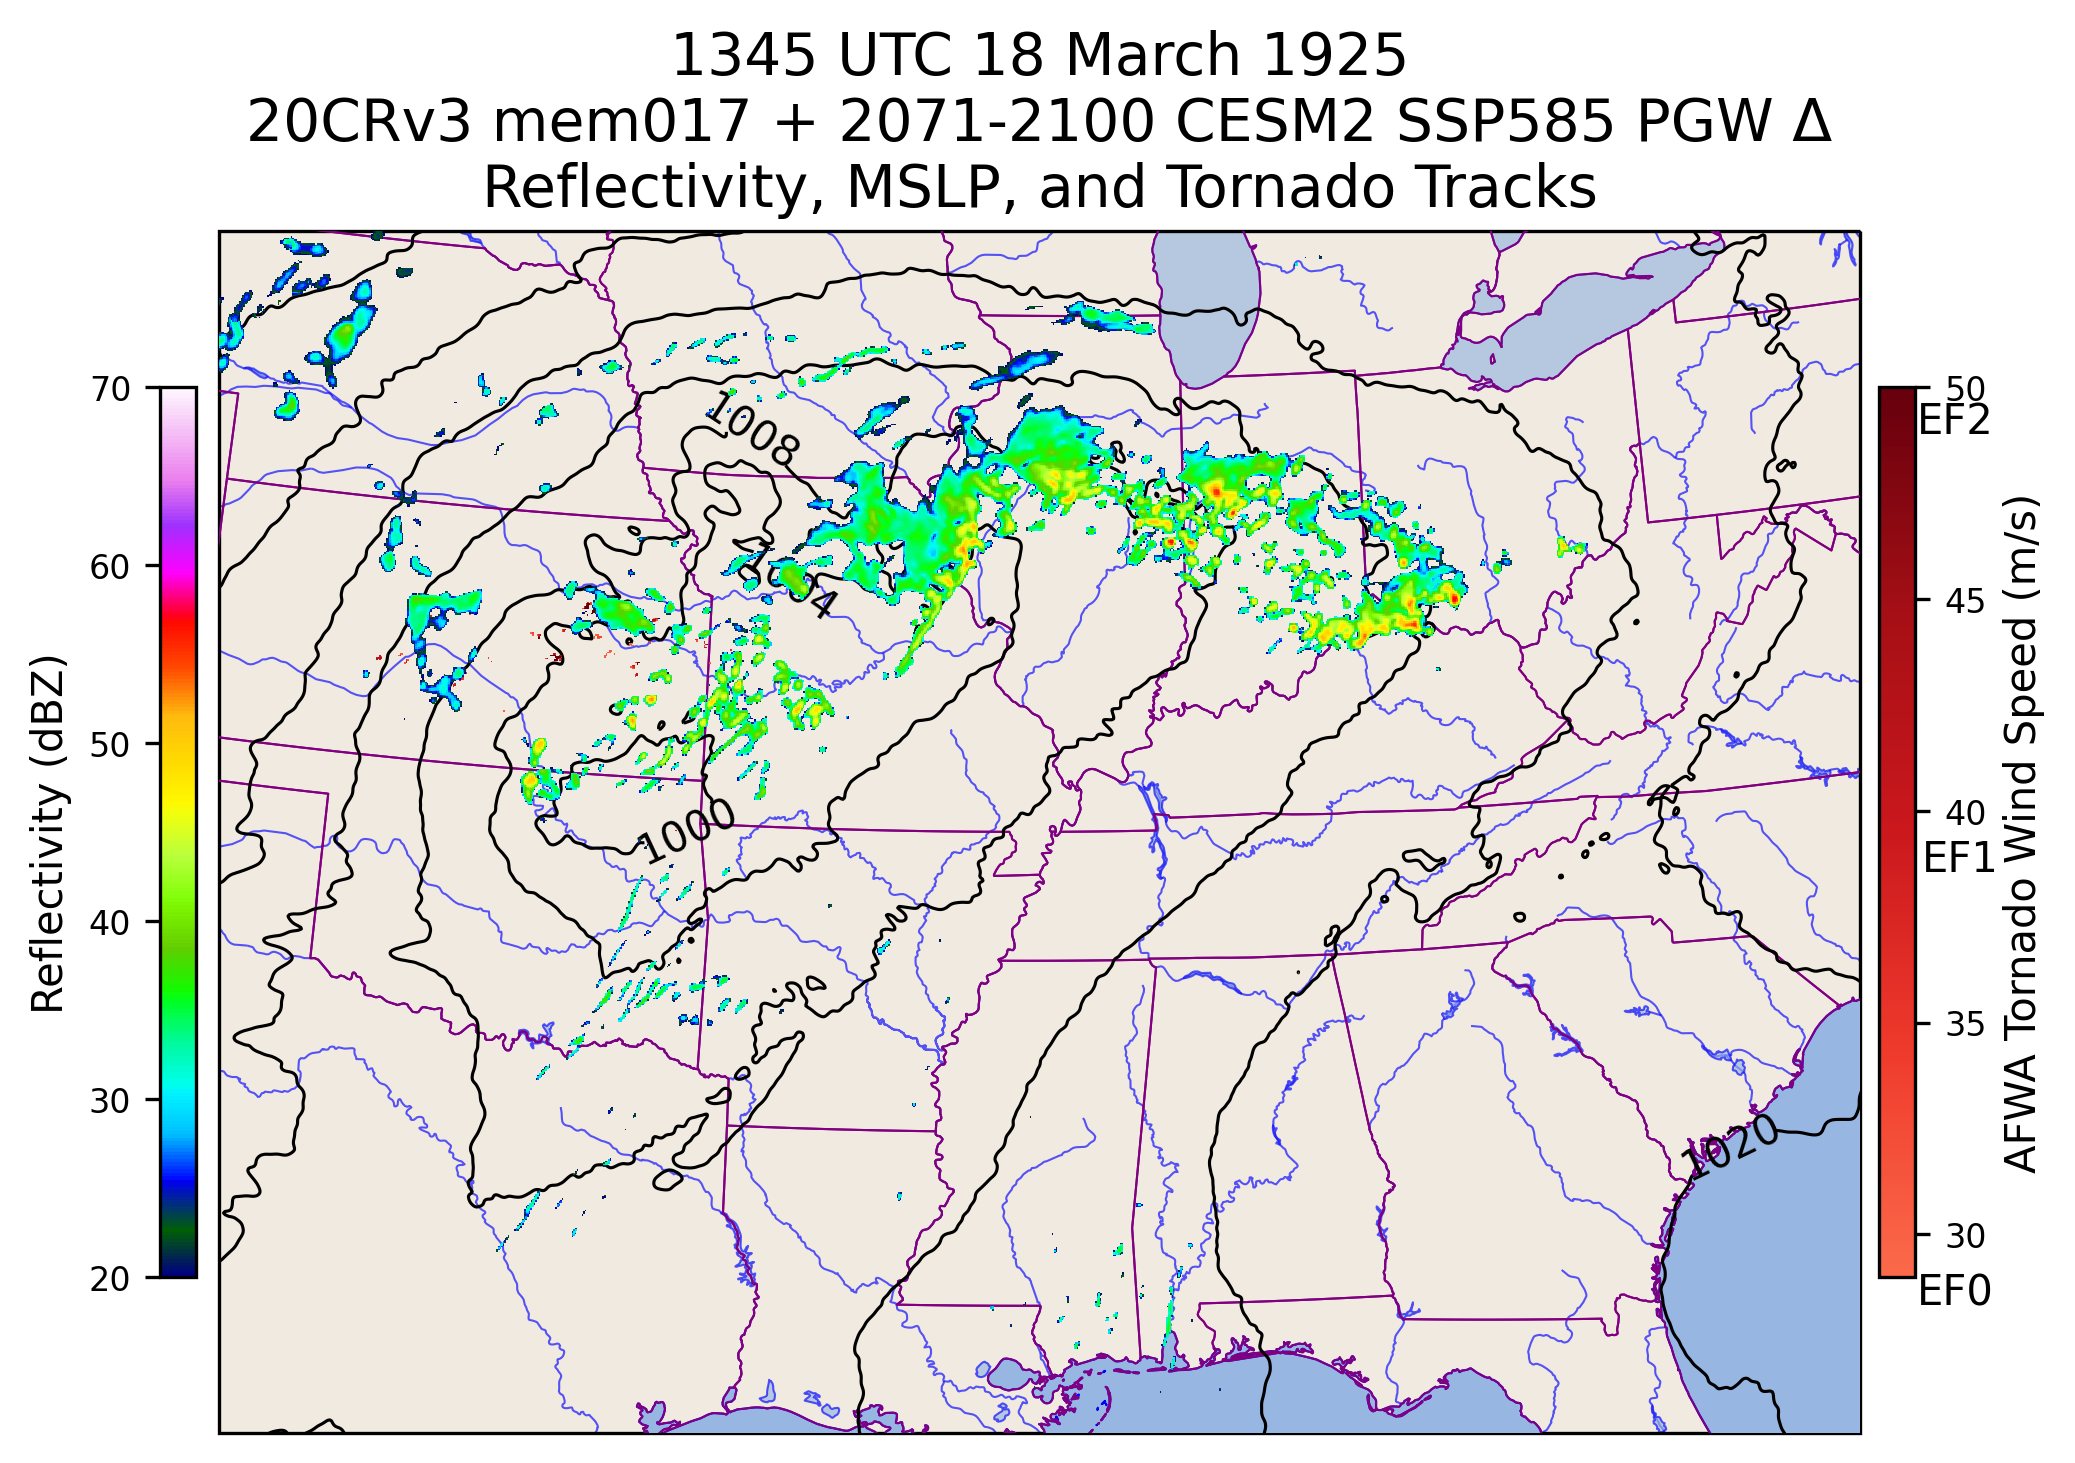 1345 UTC 18 March 1925
20CRv3 mem017 + 2071-2100 CESM2 SSP585 PGW Δ
Reflectivity, MSLP, and Tornado Tracks
70
60
50
40
30
20
Reflectivity (dBZ)
1008
1004
1000
1020
50
EF2
45
40
EF1
35
30
EF0
AFWA Tornado Wind Speed (m/s)